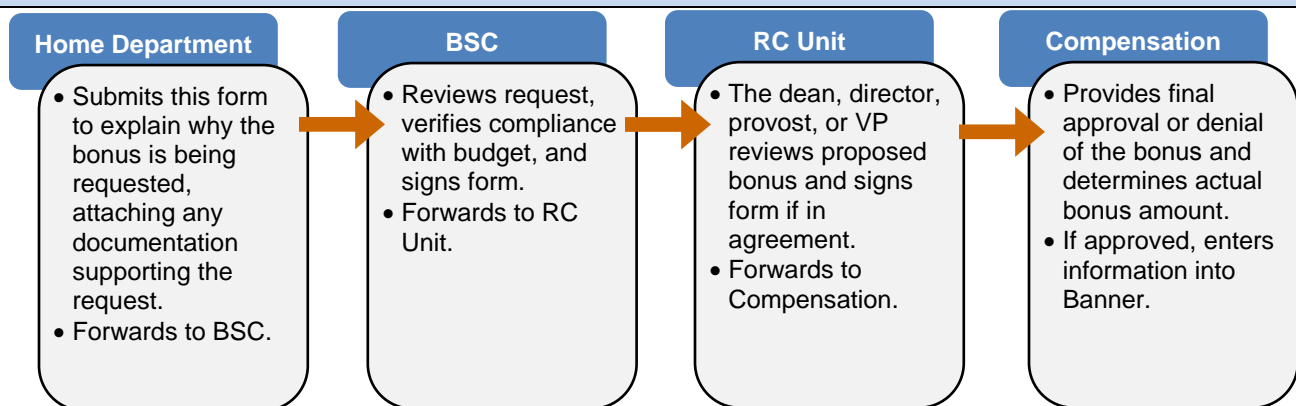 Home Department
• Submits this form
to explain why the
bonus is being
requested,
attaching any
documentation
supporting the
request.
• Forwards to BSC.
BSC
• Reviews request,
verifies compliance
with budget, and
signs form.
• Forwards to RC
Unit.
RC Unit
• The dean, director,
provost, or VP
reviews proposed
bonus and signs
form if in
agreement.
• Forwards to
Compensation.
Compensation
• Provides final
approval or denial
of the bonus and
determines actual
bonus amount.
• If approved, enters
information into
Banner.